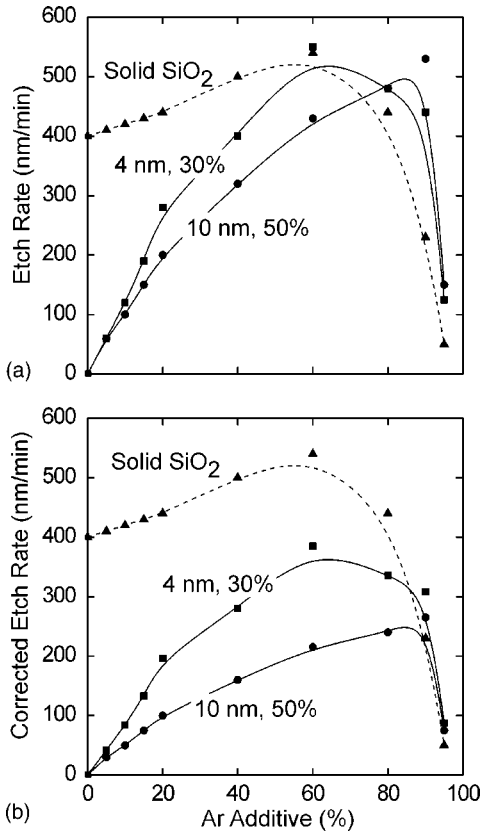 600
500
400
300
200
100
0
Etch Rate (nm/min)
Solid SiO2
4 nm, 30%
10 nm, 50%
(a)
600
500
400
300
200
100
0
Corrected Etch Rate (nm/min)
Solid SiO2
4 nm, 30%
10 nm, 50%
0 20 40 60 80 100
(b)
Ar Additive (%)